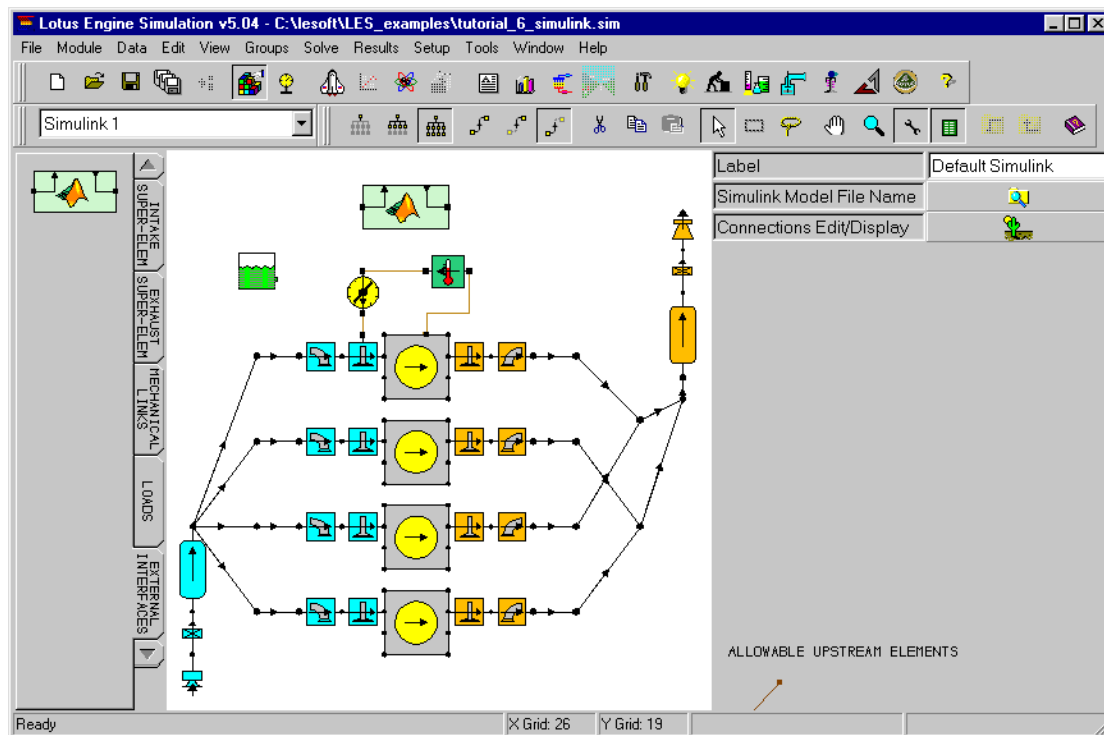 Lotus Engine Simulation v5.04 - C:\lesoft\LES_examples\tutorial_6_simulink.sim
File Module Data Edit View Groups Solve Results Setup Tools Window Help
Simulink 1
INTAKE SUPER-ELEM
EXHAUST SUPER-ELEM
MECHANICAL LINKS
LOADS
EXTERNAL INTERFACES
Label Default Simulink
Simulink Model File Name
Connections Edit/Display
ALLOWABLE UPSTREAM ELEMENTS
Ready X Grid: 26 Y Grid: 19